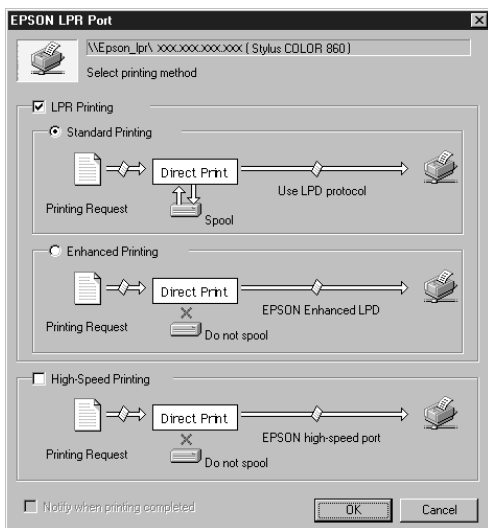 EPSON LPR Port
\\Epson_lpr\ xxx.xxx.xxx.xxx ( Stylus COLOR 860 )
Select printing method
LPR Printing
Standard Printing
Direct Print
Use LPD protocol
Printing Request
Spool
Enhanced Printing
Direct Print
EPSON Enhanced LPD
Printing Request
Do not spool
High-Speed Printing
Direct Print
EPSON high-speed port
Printing Request
Do not spool
Notify when printing completed
OK
Cancel